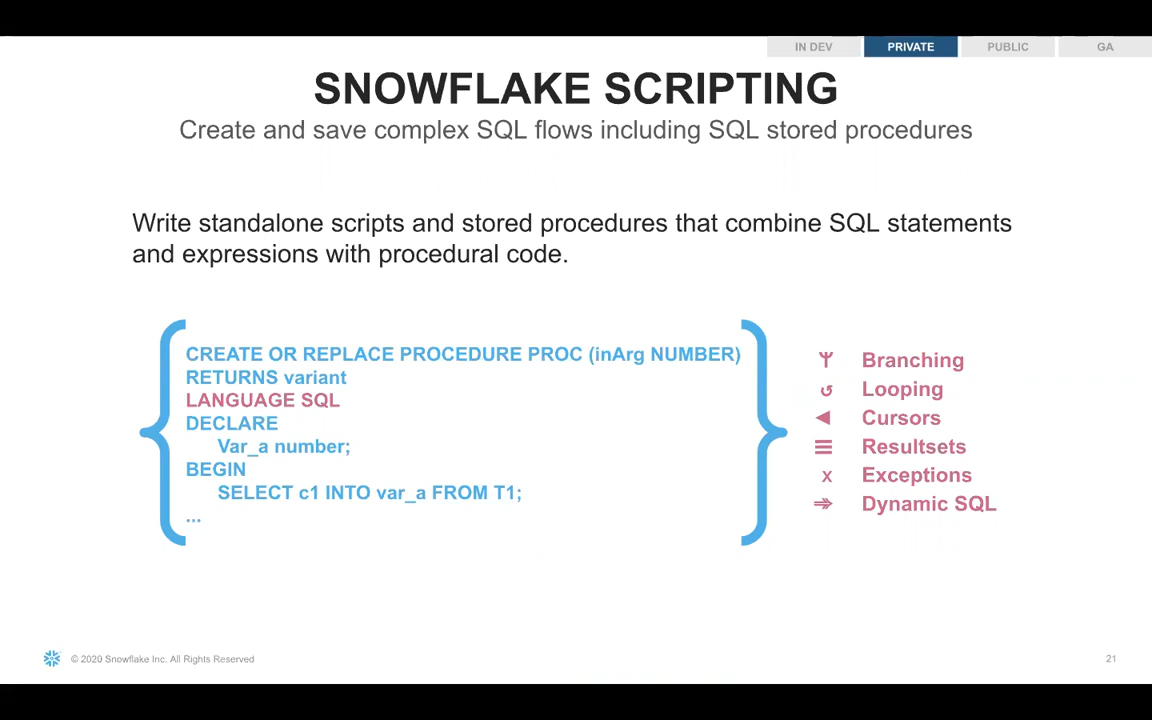 IN DEV PRIVATE PUBLIC GA
SNOWFLAKE SCRIPTING
Create and save complex SQL flows including SQL stored procedures
Write standalone scripts and stored procedures that combine SQL statements
and expressions with procedural code.
CREATE OR REPLACE PROCEDURE PROC (inArg NUMBER)
RETURNS variant
LANGUAGE SQL
DECLARE
Var_a number;
BEGIN
SELECT c1 INTO var_a FROM T1;
...
Branching
Looping
Cursors
Resultsets
x Exceptions
Dynamic SQL
© 2020 Snowflake Inc. All Rights Reserved
21